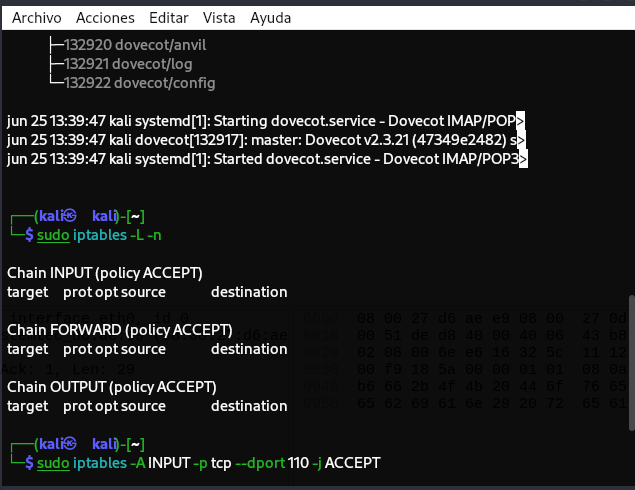 Archivo Acciones Editar Vista Ayuda
├─132920 dovecot/anvil
├─132921 dovecot/log
└─132922 dovecot/config
jun 25 13:39:47 kali systemd[1]: Starting dovecot.service - Dovecot IMAP/POP>
jun 25 13:39:47 kali dovecot[132917]: master: Dovecot v2.3.21 (47349e2482) s>
jun 25 13:39:47 kali systemd[1]: Started dovecot.service - Dovecot IMAP/POP3>
┌──(kali㉿ kali)-[~]
└─$ sudo iptables -L -n
Chain INPUT (policy ACCEPT)
target prot opt source destination
Chain FORWARD (policy ACCEPT)
target prot opt source destination
Chain OUTPUT (policy ACCEPT)
target prot opt source destination
┌──(kali㉿ kali)-[~]
└─$ sudo iptables -A INPUT -p tcp --dport 110 -j ACCEPT